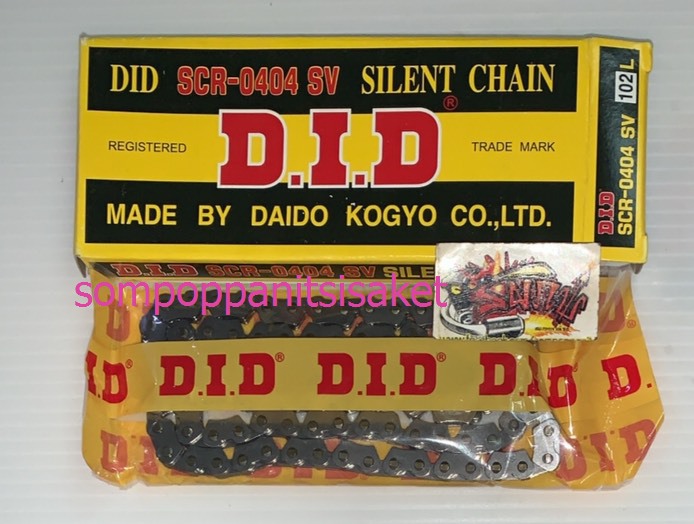 DID SCR-0404 SV SILENT CHAIN
REGISTERED D.I.D ® TRADE MARK
MADE BY DAIDO KOGYO CO.,LTD.
D.I.D SCR-0404 SV 102 L
D.I.D SCR-0404 SV SILE
sompoppanitsisaket
D.I.D® D.I.D® D.I.D® D.I.